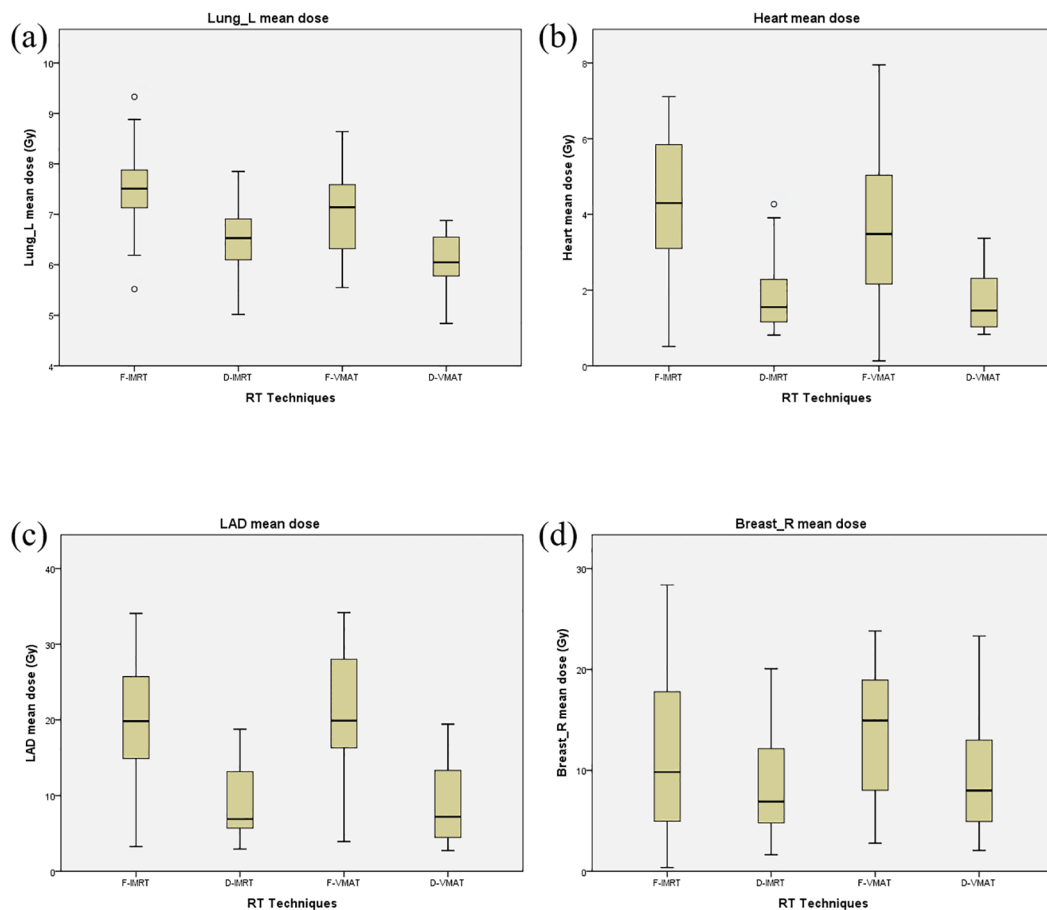 (a)
Lung_L mean dose
Lung_L mean dose (Gy)
10
9
8
7
6
5
4
F-IMRT D-IMRT F-VMAT D-VMAT
RT Techniques
(b)
Heart mean dose
Heart mean dose (Gy)
8
6
4
2
0
F-IMRT D-IMRT F-VMAT D-VMAT
RT Techniques
(c)
LAD mean dose
LAD mean dose (Gy)
40
30
20
10
0
F-IMRT D-IMRT F-VMAT D-VMAT
RT Techniques
(d)
Breast_R mean dose
Breast_R mean dose (Gy)
30
20
10
0
F-IMRT D-IMRT F-VMAT D-VMAT
RT Techniques